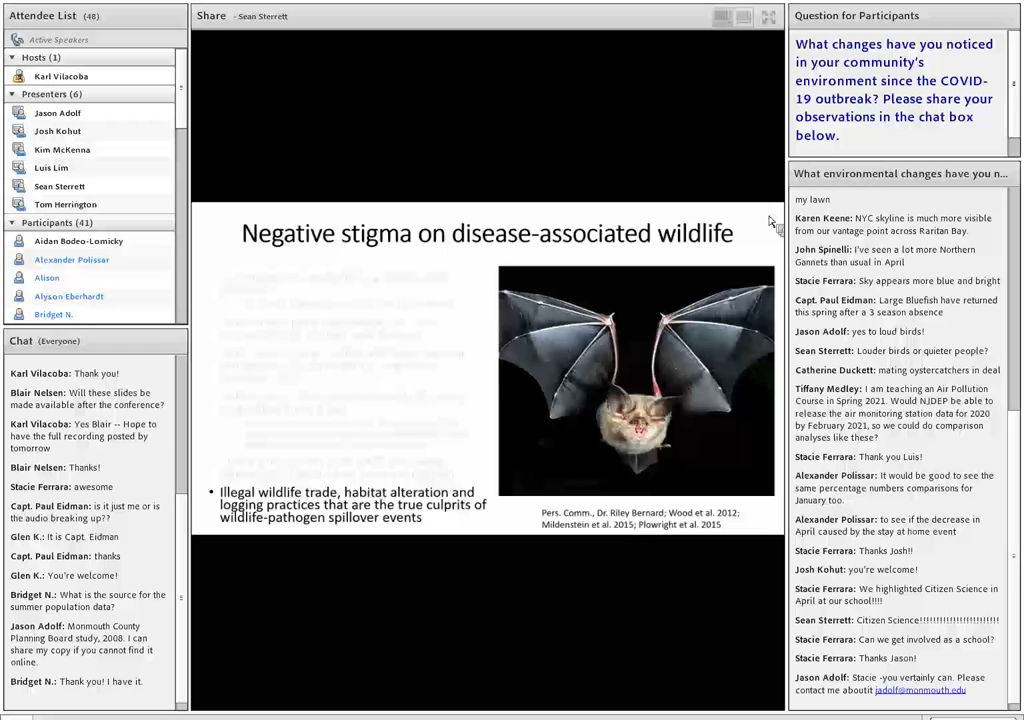 Attendee List (48)
Active Speakers
Hosts (1)
Karl Vilacoba
Presenters (6)
Jason Adolf
Josh Kohut
Kim McKenna
Luis Lim
Sean Sterrett
Tom Herrington
Participants (41)
Aidan Bodeo-Lomicky
Alexander Polissar
Alison
Alyson Eberhardt
Bridget N.
Chat (Everyone)
Karl Vilacoba: Thank you!
Blair Nelsen: Will these slides be
made available after the conference?
Karl Vilacoba: Yes Blair -- Hope to
have the full recording posted by
tomorrow
Blair Nelsen: Thanks!
Stacie Ferrara: awesome
Capt. Paul Eidman: is it just me or is
the audio breaking up??
Glen K.: It is Capt. Eidman
Capt. Paul Eidman: thanks
Glen K.: You're welcome!
Bridget N.: What is the source for the
summer population data?
Jason Adolf: Monmouth County
Planning Board study, 2008. I can
share my copy if you cannot find it
online.
Bridget N.: Thank you! I have it.
Share - Sean Sterrett
Negative stigma on disease-associated wildlife
• Illegal wildlife trade, habitat alteration and
logging practices that are the true culprits of
wildlife-pathogen spillover events
Pers. Comm., Dr. Riley Bernard; Wood et al. 2012;
Mildenstein et al. 2015; Plowright et al. 2015
Question for Participants
What changes have you noticed
in your community's
environment since the COVID-
19 outbreak? Please share your
observations in the chat box
below.
What environmental changes have you n...
my lawn
Karen Keene: NYC skyline is much more visible
from our vantage point across
Raritan Bay.
John Spinelli: I've seen a lot more Northern
Gannets than usual in April
Stacie Ferrara: Sky appears more blue and bright
Capt. Paul Eidman: Large Bluefish have returned
this spring after a 3 season absence
Jason Adolf: yes to loud birds!
Sean Sterrett: Louder birds or quieter people?
Catherine Duckett: mating oystercatchers in deal
Tiffany Medley: I am teaching an Air Pollution
Course in Spring 2021. Would NJDEP be able to
release the air monitoring station data for 2020
by February 2021, so we could do comparison
analyses like these?
Stacie Ferrara: Thank you Luis!
Alexander Polissar: It would be good to see the
same percentage numbers comparisons for
January too.
Alexander Polissar: to see if the decrease in
April caused by the stay at home event
Stacie Ferrara: Thanks Josh!!
Josh Kohut: you're welcome!
Stacie Ferrara: We highlighted Citizen Science in
April at our school!!!!
Sean Sterrett: Citizen Science!!!!!!!!!!!!!!!!!!!!!!!!
Stacie Ferrara: Can we get involved as a school?
Stacie Ferrara: Thanks Jason!
Jason Adolf: Stacie -you vertainly can. Please
contact me aboutit jadolf@monmouth.edu